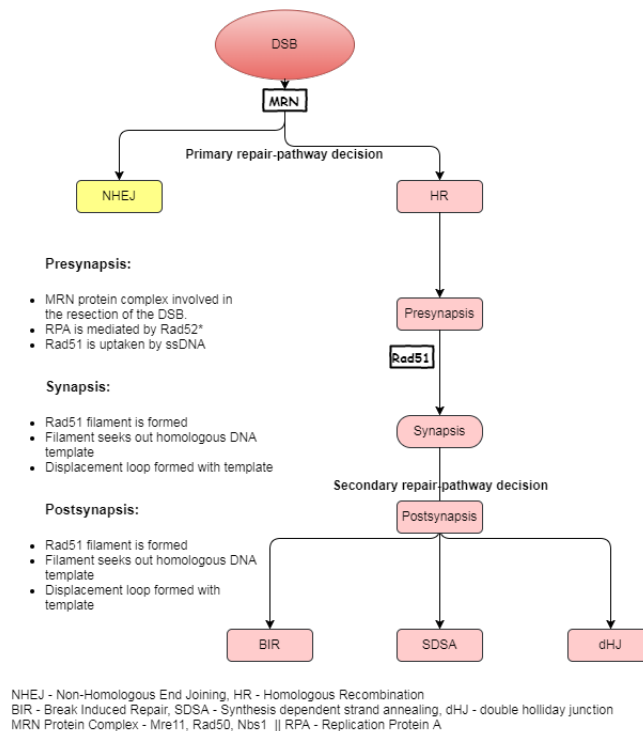 DSB
MRN
Primary repair-pathway decision
NHEJ
HR
Presynapsis:
• MRN protein complex involved in
the resection of the DSB.
• RPA is mediated by Rad52*
• Rad51 is uptaken by ssDNA
Presynapsis
Rad51
Synapsis:
• Rad51 filament is formed
• Filament seeks out homologous DNA
template
• Displacement loop formed with template
Synapsis
Secondary repair-pathway decision
Postsynapsis:
• Rad51 filament is formed
• Filament seeks out homologous DNA
template
• Displacement loop formed with
template
Postsynapsis
BIR
SDSA
dHJ
NHEJ - Non-Homologous End Joining, HR - Homologous Recombination
BIR - Break Induced Repair, SDSA - Synthesis dependent strand annealing, dHJ - double holliday junction
MRN Protein Complex - Mre11, Rad50, Nbs1 || RPA - Replication Protein A